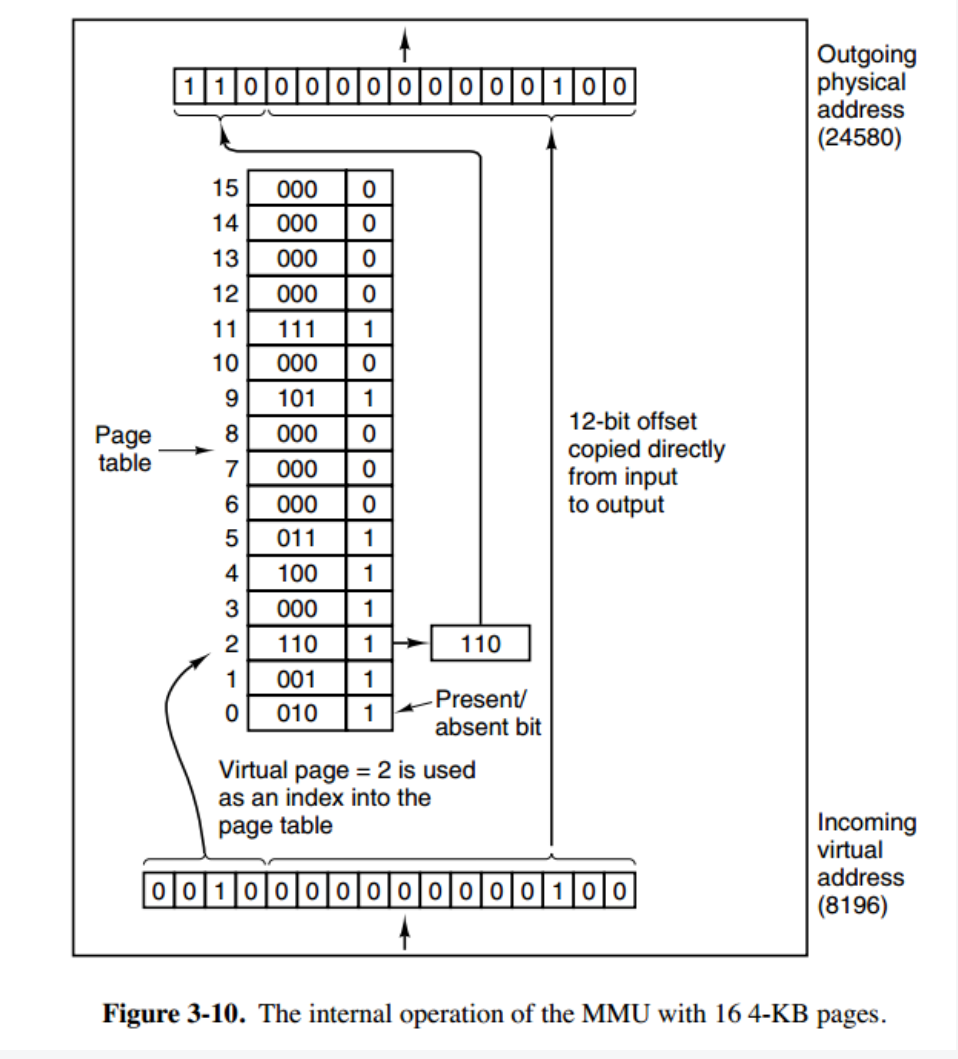 Outgoing
physical
address
(24580)
1 1 0 0 0 0 0 0 0 0 0 0 1 0 0
15 000 0
14 000 0
13 000 0
12 000 0
11 111 1
10 000 0
9 101 1
8 000 0
7 000 0
6 000 0
5 011 1
4 100 1
3 000 1
2 110 1
1 001 1
0 010 1
Page
table
110
Present/
absent bit
12-bit offset
copied directly
from input
to output
Virtual page = 2 is used
as an index into the
page table
Incoming
virtual
address
(8196)
0 0 1 0 0 0 0 0 0 0 0 0 0 1 0 0
Figure 3-10. The internal operation of the MMU with 16 4-KB pages.